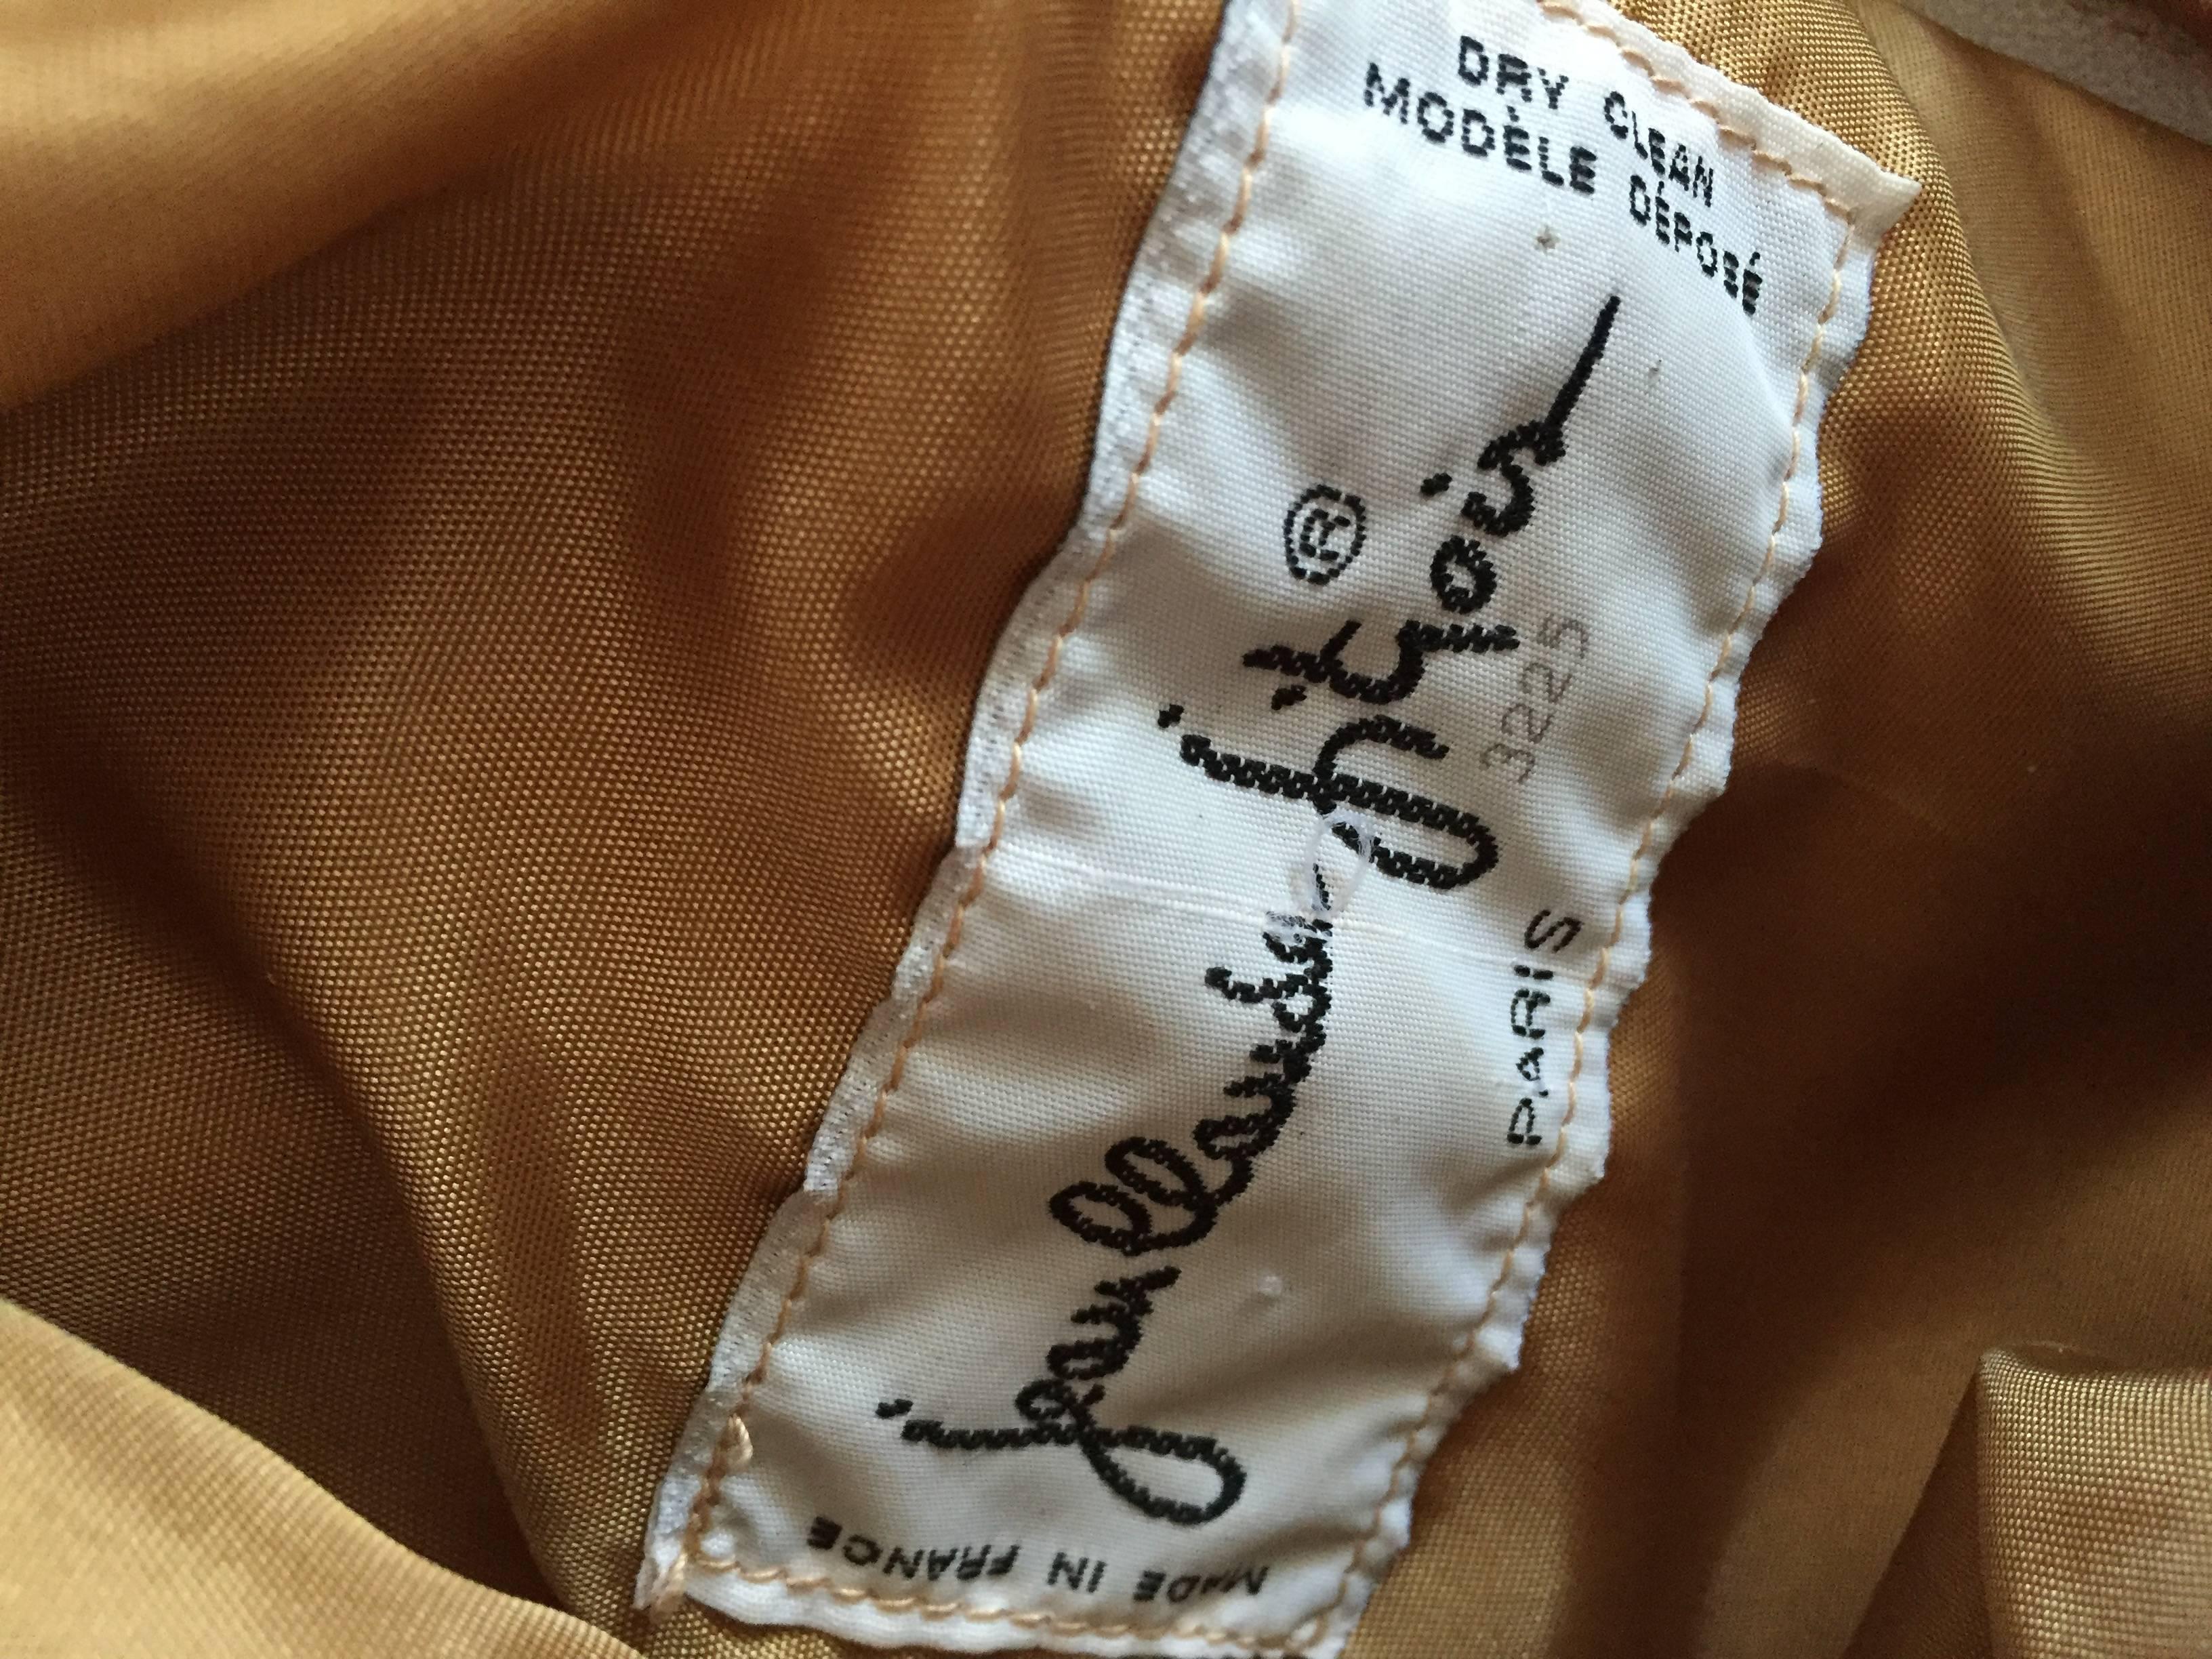 DRY CLEAN
MODÈLE DÉPOSÉ
jean claude jitrois ®
3225
PARIS
MADE IN FRANCE